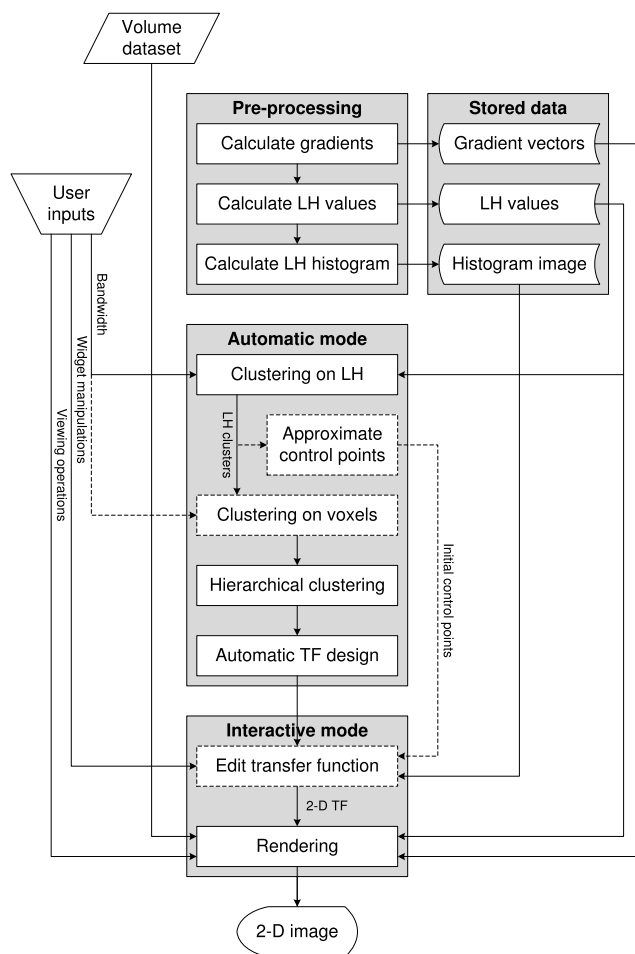 Volume
dataset
Pre-processing
Stored data
Calculate gradients
Gradient vectors
User
inputs
Calculate LH values
LH values
Calculate LH histogram
Histogram image
Bandwidth
Widget manipulations
Viewing operations
Automatic mode
Clustering on LH
LH clusters
Approximate
control points
Clustering on voxels
Initial control points
Hierarchical clustering
Automatic TF design
Interactive mode
Edit transfer function
2-D TF
Rendering
2-D image